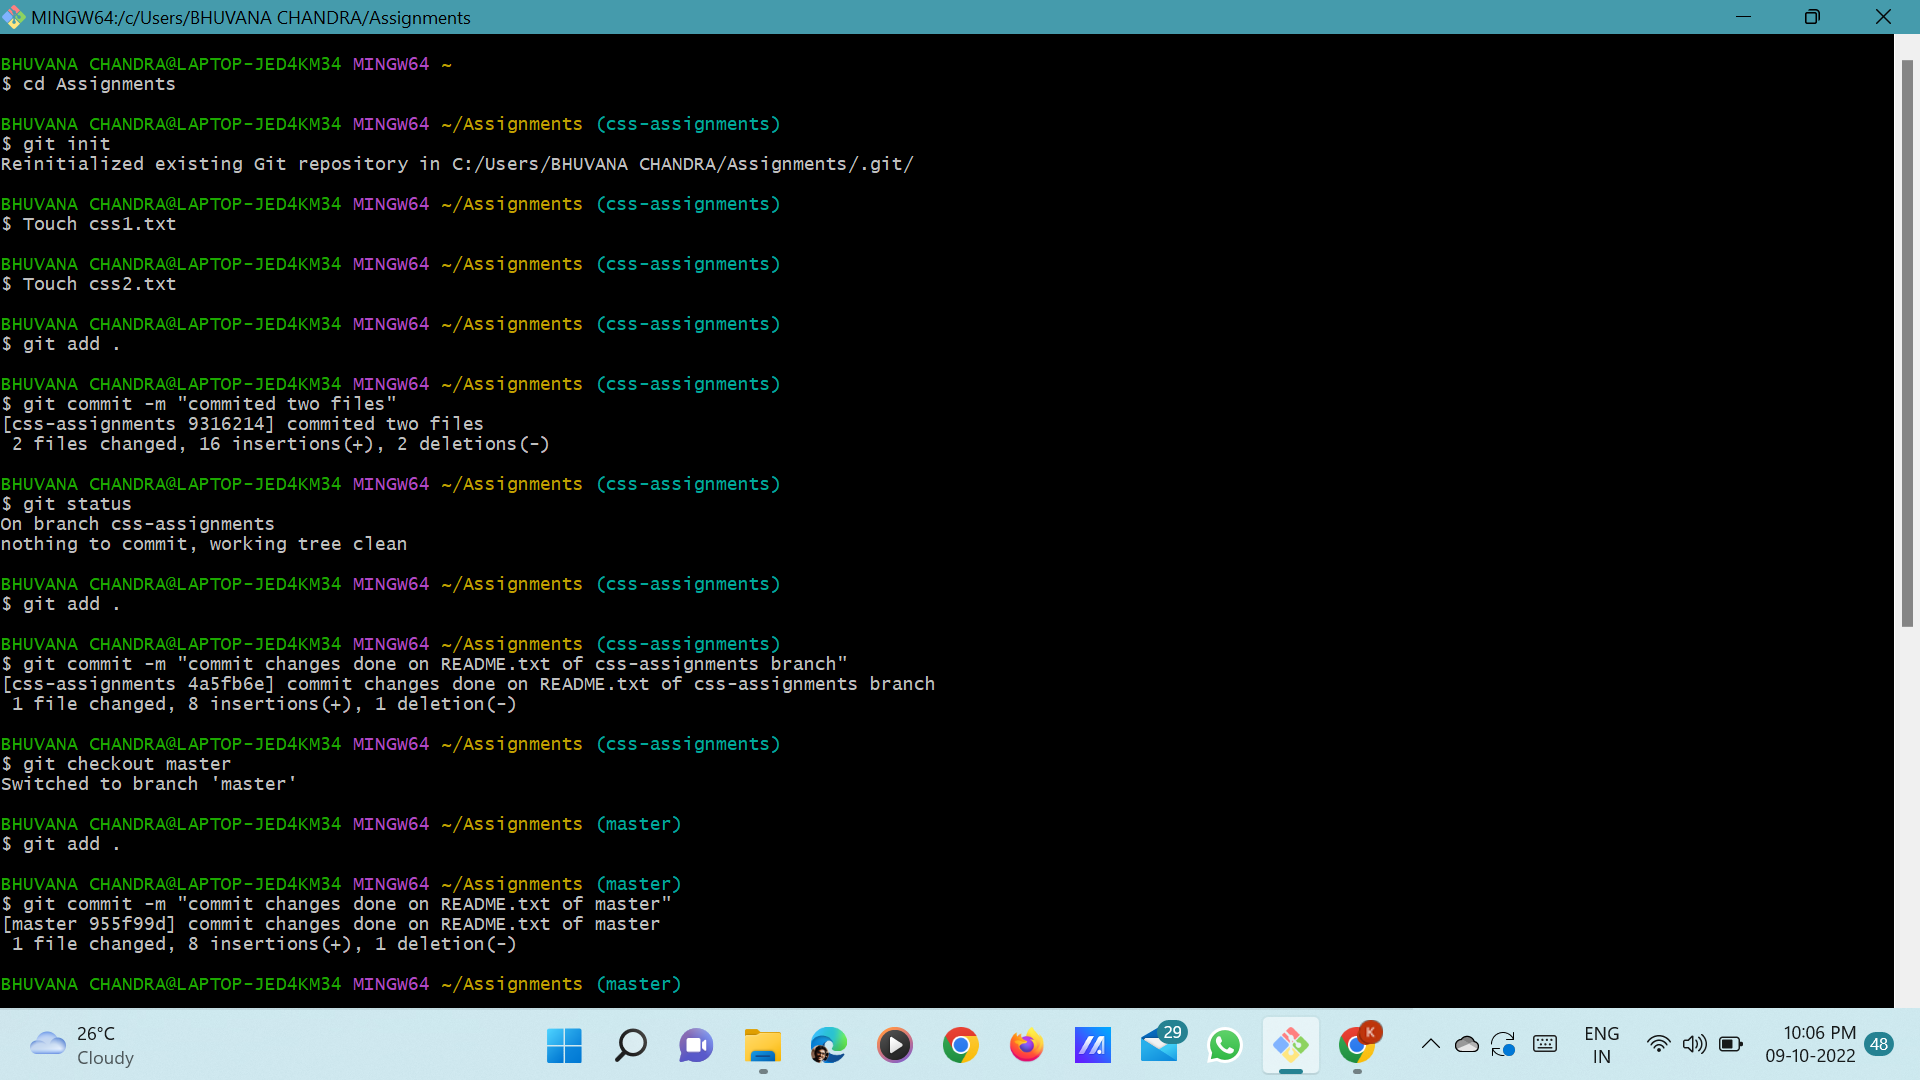 MINGW64:/c/Users/BHUVANA CHANDRA/Assignments
BHUVANA CHANDRA@LAPTOP-JED4KM34 MINGW64 ~
$ cd Assignments
BHUVANA CHANDRA@LAPTOP-JED4KM34 MINGW64 ~/Assignments (css-assignments)
$ git init
Reinitialized existing Git repository in C:/Users/BHUVANA CHANDRA/Assignments/.git/
BHUVANA CHANDRA@LAPTOP-JED4KM34 MINGW64 ~/Assignments (css-assignments)
$ Touch css1.txt
BHUVANA CHANDRA@LAPTOP-JED4KM34 MINGW64 ~/Assignments (css-assignments)
$ Touch css2.txt
BHUVANA CHANDRA@LAPTOP-JED4KM34 MINGW64 ~/Assignments (css-assignments)
$ git add .
BHUVANA CHANDRA@LAPTOP-JED4KM34 MINGW64 ~/Assignments (css-assignments)
$ git commit -m "commited two files"
[css-assignments 9316214] commited two files
2 files changed, 16 insertions(+), 2 deletions(-)
BHUVANA CHANDRA@LAPTOP-JED4KM34 MINGW64 ~/Assignments (css-assignments)
$ git status
On branch css-assignments
nothing to commit, working tree clean
BHUVANA CHANDRA@LAPTOP-JED4KM34 MINGW64 ~/Assignments (css-assignments)
$ git add .
BHUVANA CHANDRA@LAPTOP-JED4KM34 MINGW64 ~/Assignments (css-assignments)
$ git commit -m "commit changes done on README.txt of css-assignments branch"
[css-assignments 4a5fb6e] commit changes done on README.txt of css-assignments branch
1 file changed, 8 insertions(+), 1 deletion(-)
BHUVANA CHANDRA@LAPTOP-JED4KM34 MINGW64 ~/Assignments (css-assignments)
$ git checkout master
Switched to branch 'master'
BHUVANA CHANDRA@LAPTOP-JED4KM34 MINGW64 ~/Assignments (master)
$ git add .
BHUVANA CHANDRA@LAPTOP-JED4KM34 MINGW64 ~/Assignments (master)
$ git commit -m "commit changes done on README.txt of master"
[master 955f99d] commit changes done on README.txt of master
1 file changed, 8 insertions(+), 1 deletion(-)
BHUVANA CHANDRA@LAPTOP-JED4KM34 MINGW64 ~/Assignments (master)
26°C
Cloudy
29
K
ENG
IN
10:06 PM
09-10-2022
48